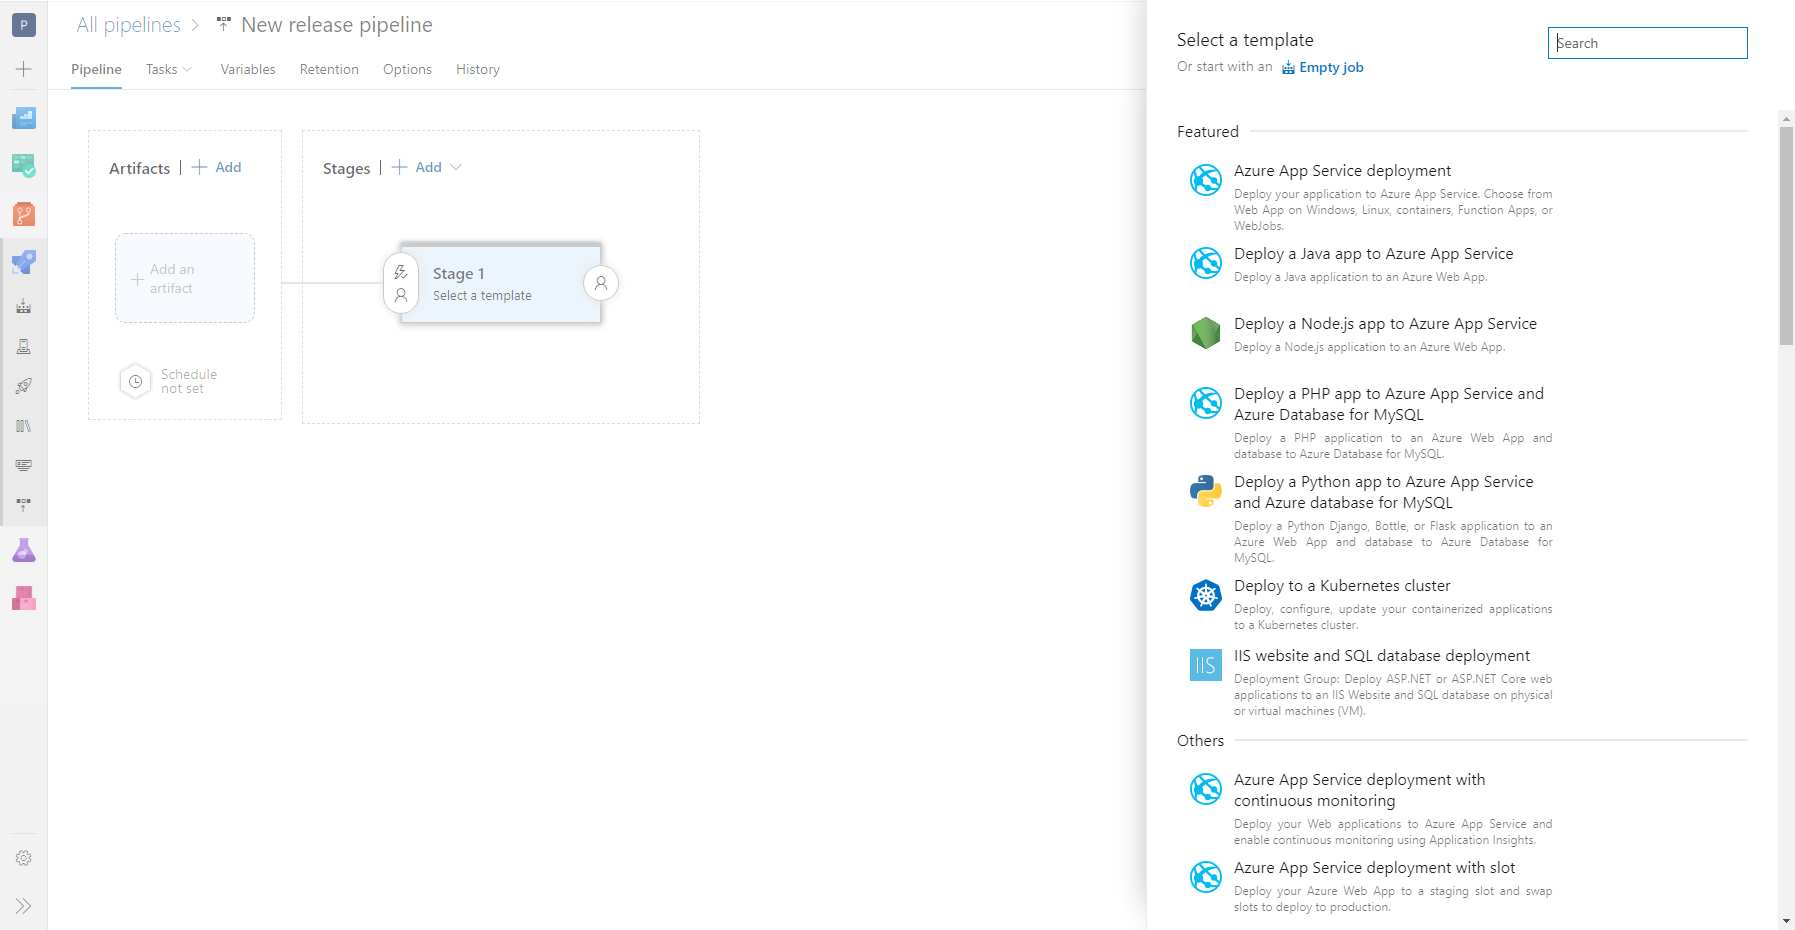 P
All pipelines > New release pipeline
Pipeline Tasks Variables Retention Options History
Artifacts | + Add
Stages | + Add
Add an
artifact
Schedule
not set
Stage 1
Select a template
Select a template
Search
Or start with an Empty job
Featured
Azure App Service deployment
Deploy your application to Azure App Service. Choose from
Web App on Windows, Linux, containers, Function Apps, or
WebJobs.
Deploy a Java app to Azure App Service
Deploy a Java application to an Azure Web App.
Deploy a Node.js app to Azure App Service
Deploy a Node.js application to an Azure Web App.
Deploy a PHP app to Azure App Service and
Azure Database for MySQL
Deploy a PHP application to an Azure Web App and
database to Azure Database for MySQL.
Deploy a Python app to Azure App Service
and Azure database for MySQL
Deploy a Python Django, Bottle, or Flask application to an
Azure Web App and database to Azure Database for
MySQL.
Deploy to a Kubernetes cluster
Deploy, configure, update your containerized applications
to a Kubernetes cluster.
IIS
IIS website and SQL database deployment
Deployment Group: Deploy ASP.NET or ASP.NET Core web
applications to an IIS Website and SQL database on physical
or virtual machines (VM).
Others
Azure App Service deployment with
continuous monitoring
Deploy your Web applications to Azure App Service and
enable continuous monitoring using Application Insights.
Azure App Service deployment with slot
Deploy your Azure Web App to a staging slot and swap
slots to deploy to production.